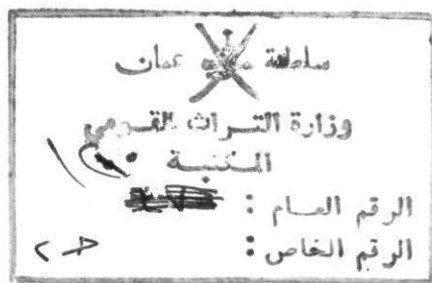 سلطنة عمان
وزارة التراث القومي
المكتبة
الرقم العام :
الرقم الخاص :